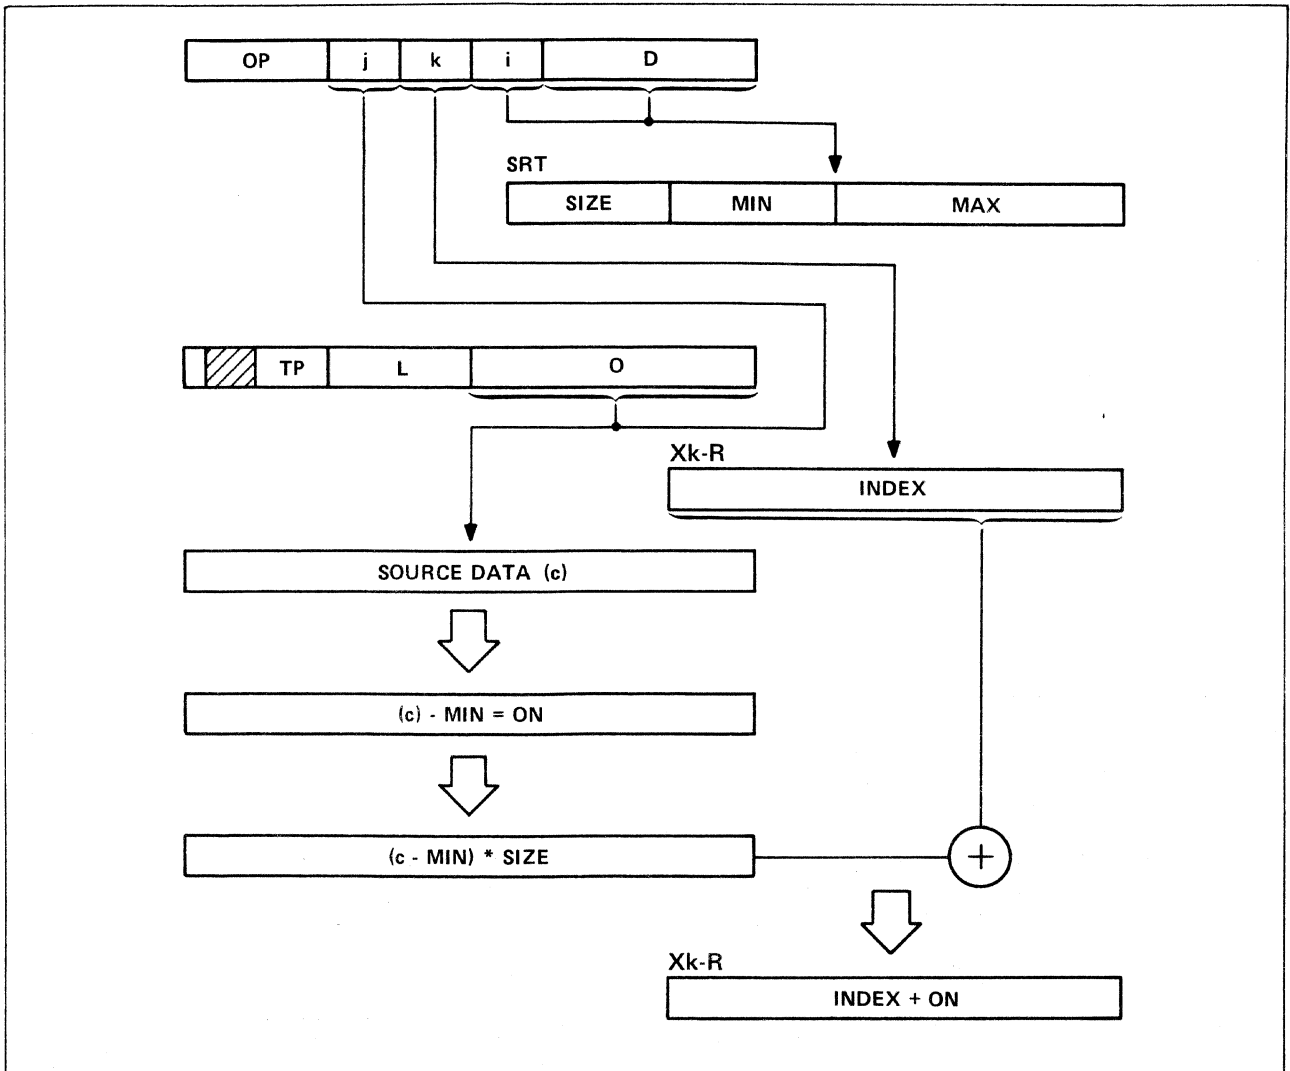 OP j k i D
SRT
SIZE MIN MAX
TP L O
Xk-R
INDEX
SOURCE DATA (c)
(c) - MIN = ON
(c - MIN) * SIZE
+
Xk-R
INDEX + ON